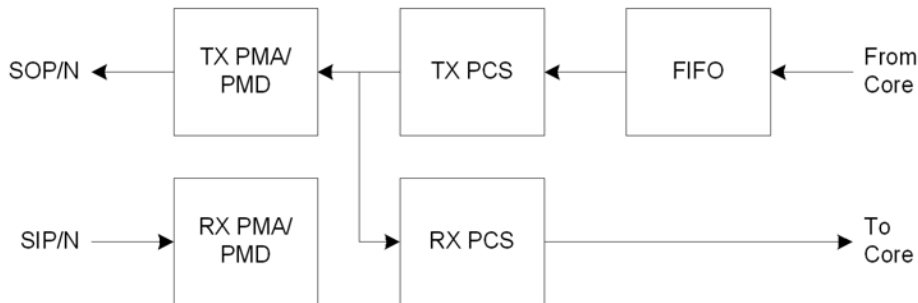 SOP/N
TX PMA/
PMD
TX PCS
FIFO
From
Core
SIP/N
RX PMA/
PMD
RX PCS
To
Core